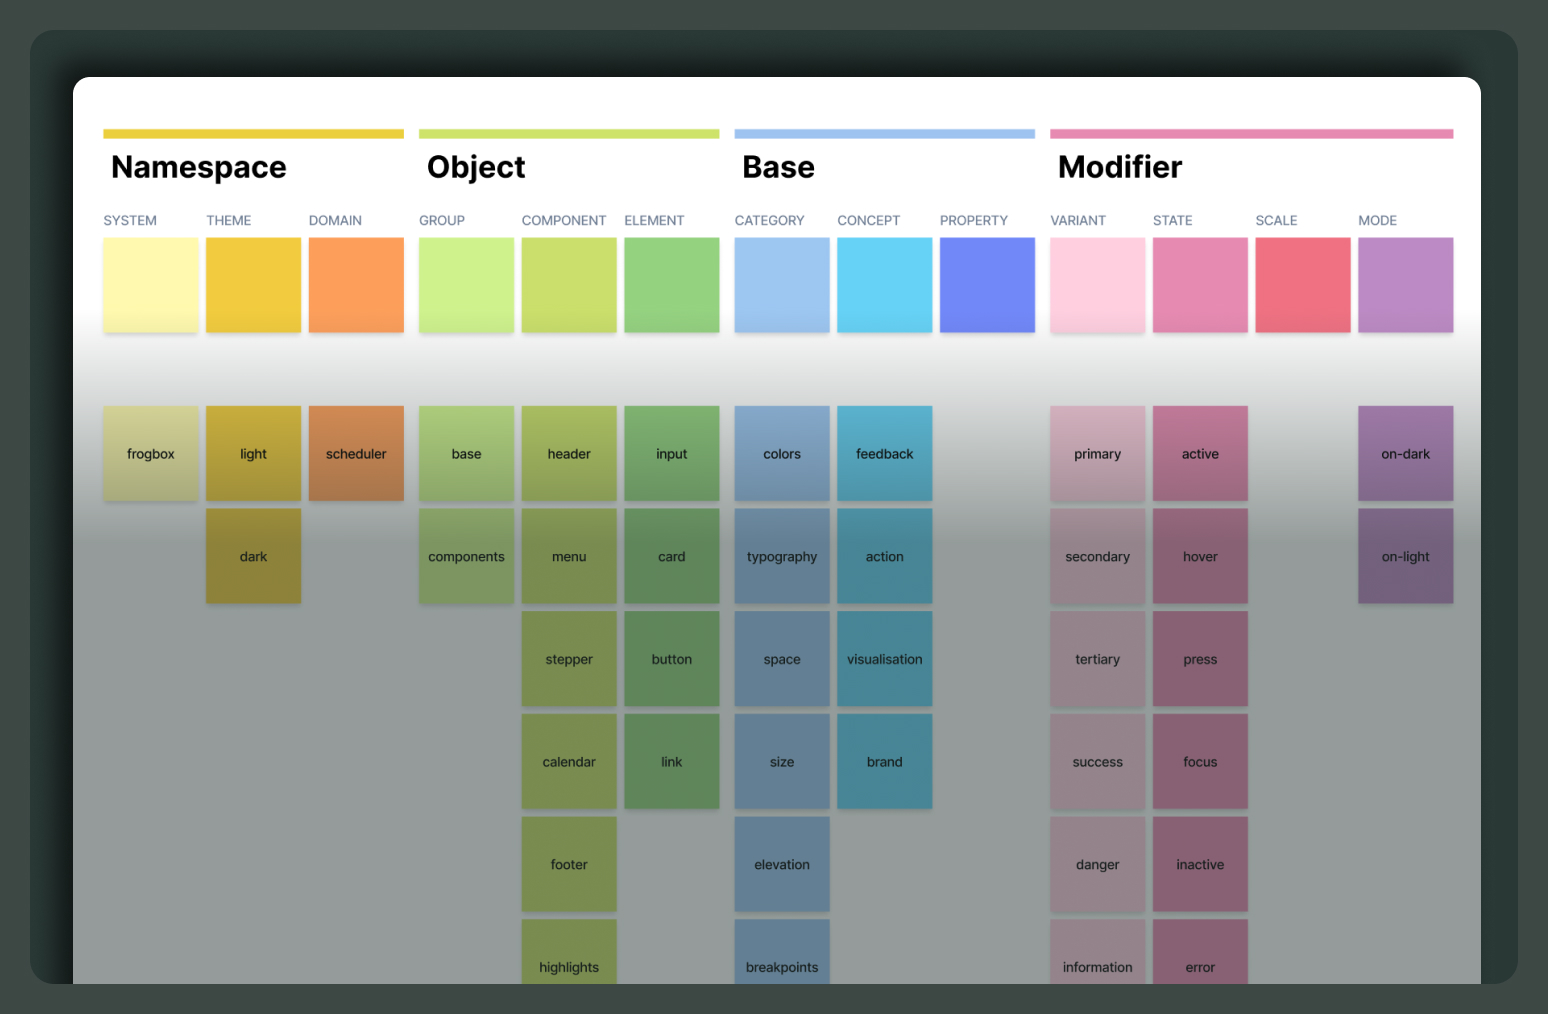 Namespace Object Base Modifier
SYSTEM THEME DOMAIN GROUP COMPONENT ELEMENT CATEGORY CONCEPT PROPERTY VARIANT STATE SCALE MODE
frogbox light scheduler base header input colors feedback primary active on-dark
dark components menu card typography action secondary hover on-light
stepper button space visualisation tertiary press
calendar link size brand success focus
footer elevation danger inactive
highlights breakpoints information error